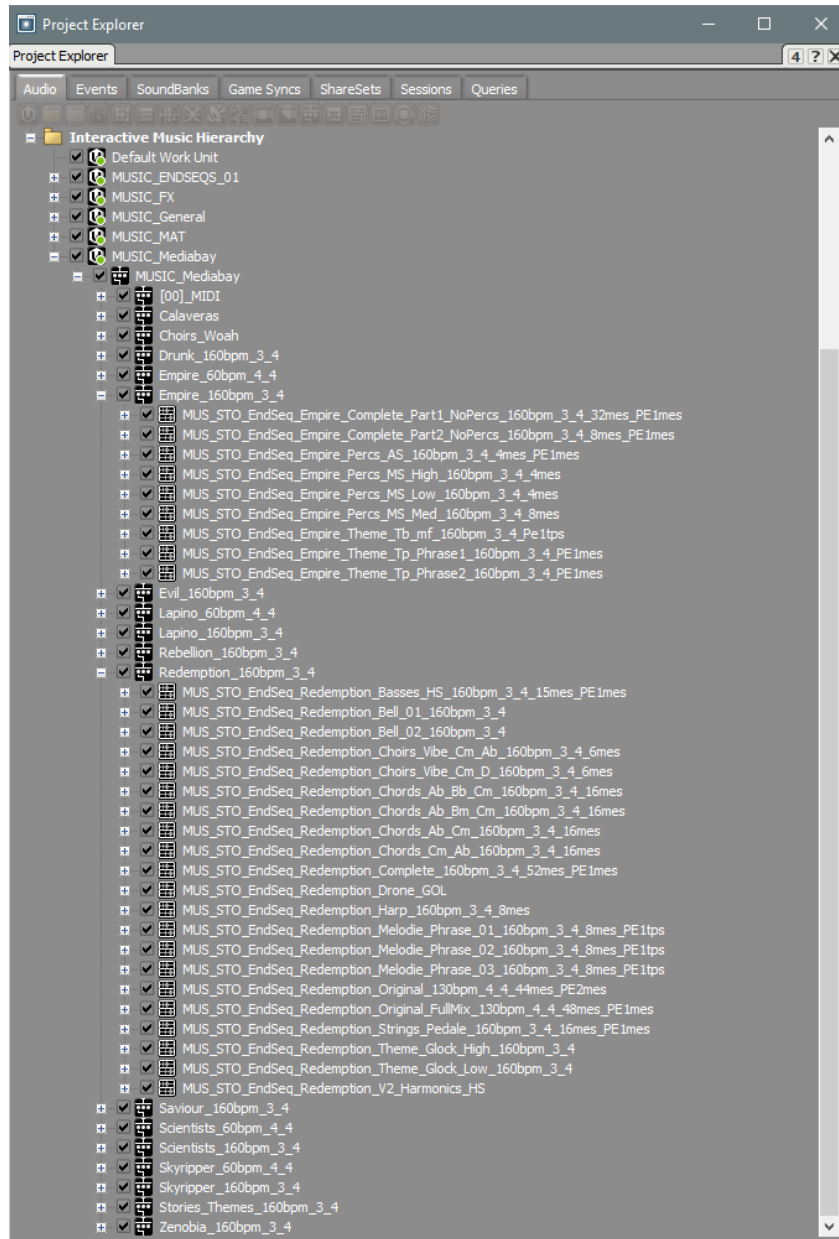 Project Explorer
Project Explorer
4 ? X
Audio Events SoundBanks Game Syncs ShareSets Sessions Queries
Interactive Music Hierarchy
Default Work Unit
MUSIC_ENDSEQS_01
MUSIC_FX
MUSIC_General
MUSIC_MAT
MUSIC_Mediabay
MUSIC_Mediabay
[00]_MIDI
Calaveras
Choirs_Woah
Drunk_160bpm_3_4
Empire_60bpm_4_4
Empire_160bpm_3_4
MUS_STO_EndSeq_Empire_Complete_Part1_NoPercs_160bpm_3_4_32mes_PE1mes
MUS_STO_EndSeq_Empire_Complete_Part2_NoPercs_160bpm_3_4_8mes_PE1mes
MUS_STO_EndSeq_Empire_Percs_AS_160bpm_3_4_4mes_PE1mes
MUS_STO_EndSeq_Empire_Percs_MS_High_160bpm_3_4_4mes
MUS_STO_EndSeq_Empire_Percs_MS_Low_160bpm_3_4_4mes
MUS_STO_EndSeq_Empire_Percs_MS_Med_160bpm_3_4_8mes
MUS_STO_EndSeq_Empire_Theme_Tb_mf_160bpm_3_4_Pe1tps
MUS_STO_EndSeq_Empire_Theme_Tp_Phrase1_160bpm_3_4_PE1mes
MUS_STO_EndSeq_Empire_Theme_Tp_Phrase2_160bpm_3_4_PE1mes
Evil_160bpm_3_4
Lapino_60bpm_4_4
Lapino_160bpm_3_4
Rebellion_160bpm_3_4
Redemption_160bpm_3_4
MUS_STO_EndSeq_Redemption_Basses_HS_160bpm_3_4_15mes_PE1mes
MUS_STO_EndSeq_Redemption_Bell_01_160bpm_3_4
MUS_STO_EndSeq_Redemption_Bell_02_160bpm_3_4
MUS_STO_EndSeq_Redemption_Choirs_Vibe_Cm_Ab_160bpm_3_4_6mes
MUS_STO_EndSeq_Redemption_Choirs_Vibe_Cm_D_160bpm_3_4_6mes
MUS_STO_EndSeq_Redemption_Chords_Ab_Bb_Cm_160bpm_3_4_16mes
MUS_STO_EndSeq_Redemption_Chords_Ab_Bm_Cm_160bpm_3_4_16mes
MUS_STO_EndSeq_Redemption_Chords_Ab_Cm_160bpm_3_4_16mes
MUS_STO_EndSeq_Redemption_Chords_Cm_Ab_160bpm_3_4_16mes
MUS_STO_EndSeq_Redemption_Complete_160bpm_3_4_52mes_PE1mes
MUS_STO_EndSeq_Redemption_Drone_GOL
MUS_STO_EndSeq_Redemption_Harp_160bpm_3_4_8mes
MUS_STO_EndSeq_Redemption_Melodie_Phrase_01_160bpm_3_4_8mes_PE1tps
MUS_STO_EndSeq_Redemption_Melodie_Phrase_02_160bpm_3_4_8mes_PE1tps
MUS_STO_EndSeq_Redemption_Melodie_Phrase_03_160bpm_3_4_8mes_PE1tps
MUS_STO_EndSeq_Redemption_Original_130bpm_4_4_44mes_PE2mes
MUS_STO_EndSeq_Redemption_Original_FullMix_130bpm_4_4_48mes_PE1mes
MUS_STO_EndSeq_Redemption_Strings_Pedale_160bpm_3_4_16mes_PE1mes
MUS_STO_EndSeq_Redemption_Theme_Glock_High_160bpm_3_4
MUS_STO_EndSeq_Redemption_Theme_Glock_Low_160bpm_3_4
MUS_STO_EndSeq_Redemption_V2_Harmonics_HS
Saviour_160bpm_3_4
Scientists_60bpm_4_4
Scientists_160bpm_3_4
Skyripper_60bpm_4_4
Skyripper_160bpm_3_4
Stories_Themes_160bpm_3_4
Zenobia_160bpm_3_4